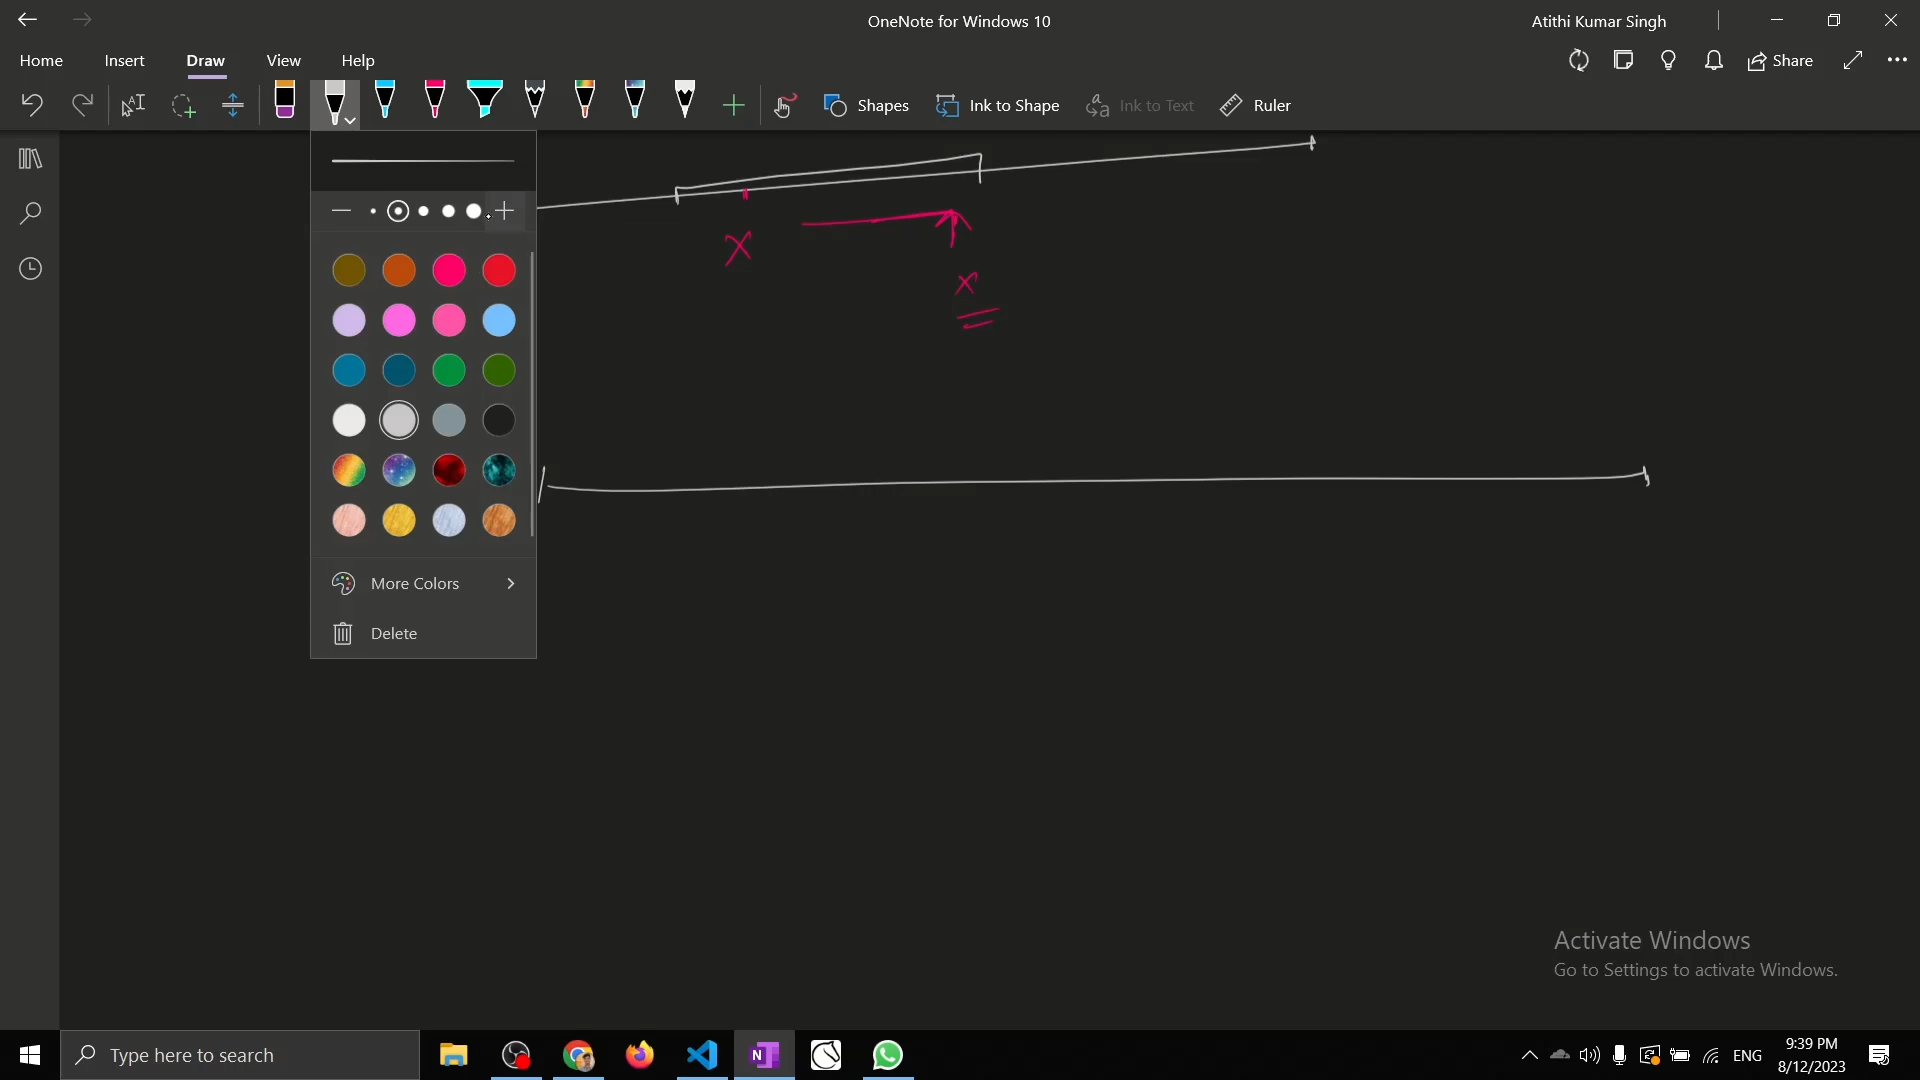 OneNote for Windows 10
Atithi Kumar Singh
Home Insert Draw View Help
Share
Shapes Ink to Shape Ink to Text Ruler
x
x
More Colors
Delete
Activate Windows
Go to Settings to activate Windows.
Type here to search
N
ENG
9:39 PM
8/12/2023